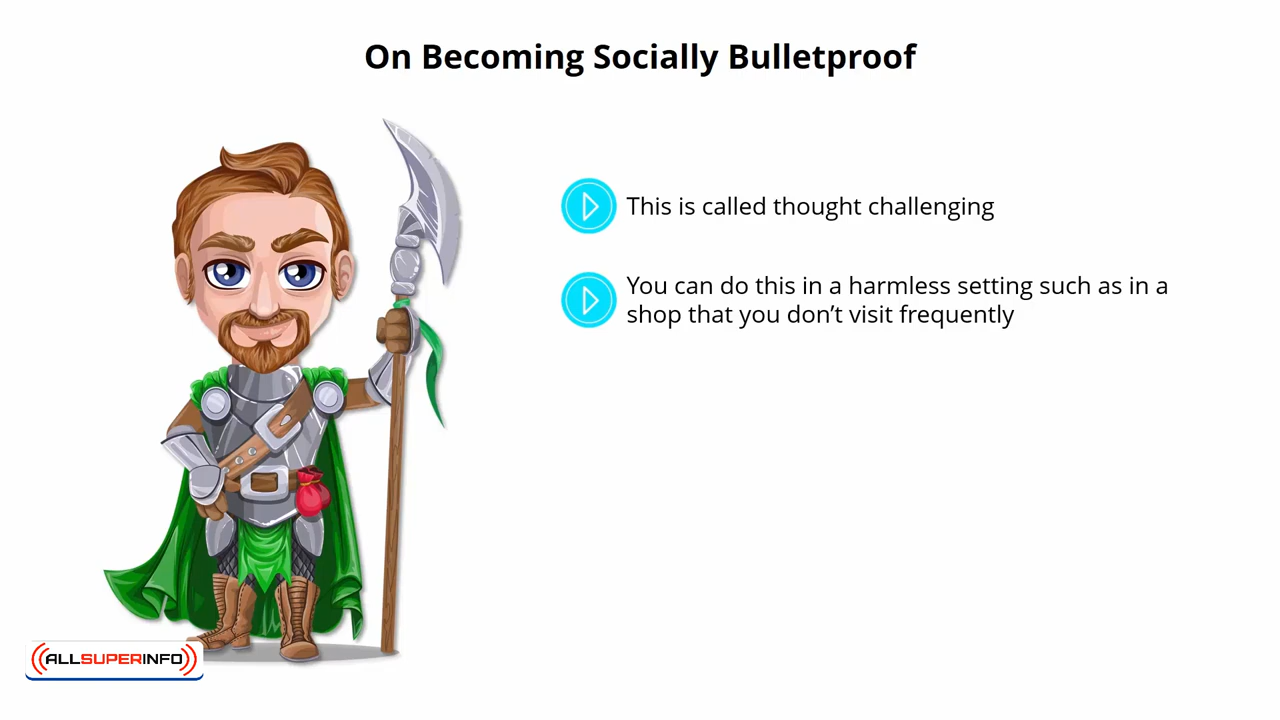 On Becoming Socially Bulletproof
This is called thought challenging
You can do this in a harmless setting such as in a
shop that you don’t visit frequently
ALLSUPERINFO